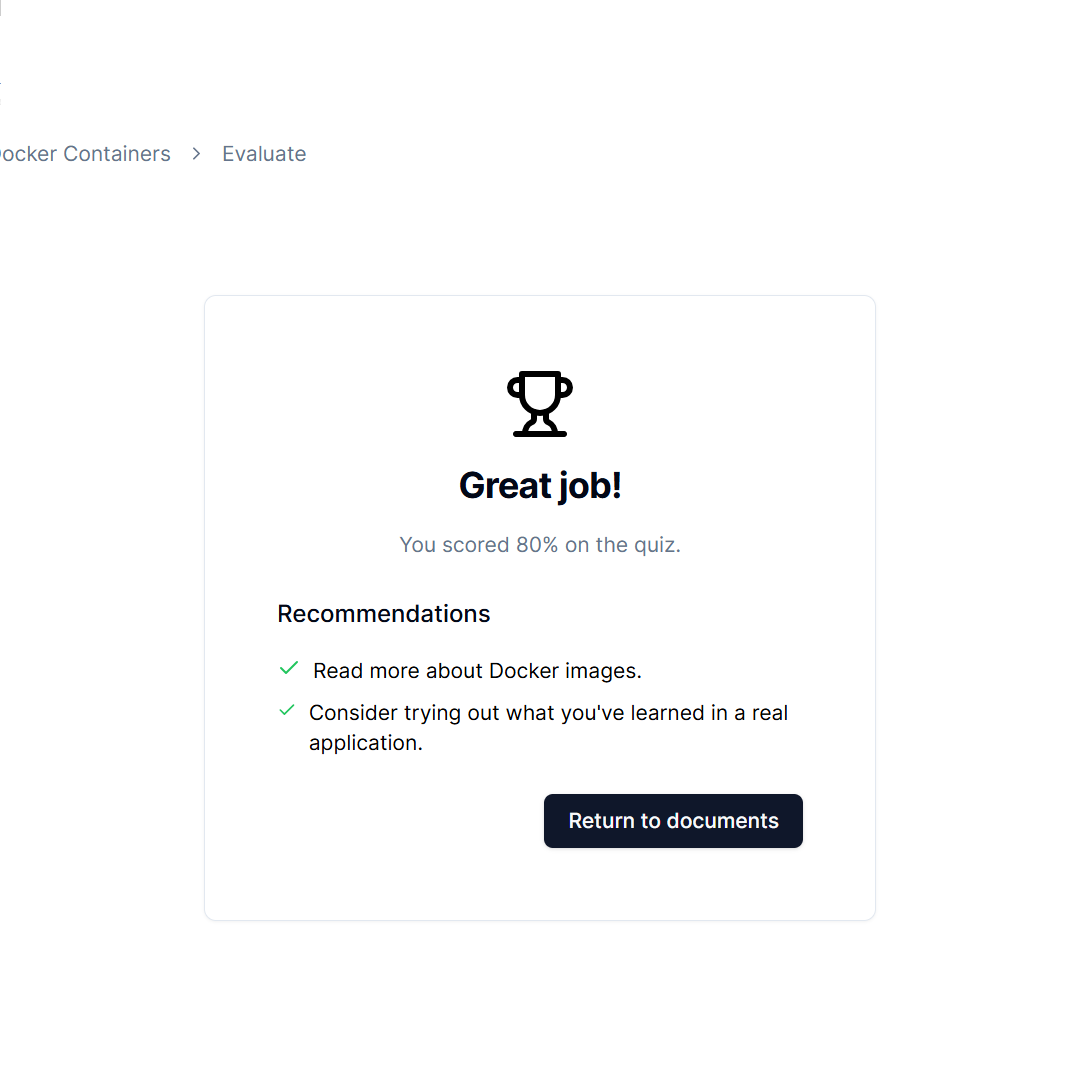 Docker Containers > Evaluate
Great job!
You scored 80% on the quiz.
Recommendations
Read more about Docker images.
Consider trying out what you've learned in a real
application.
Return to documents